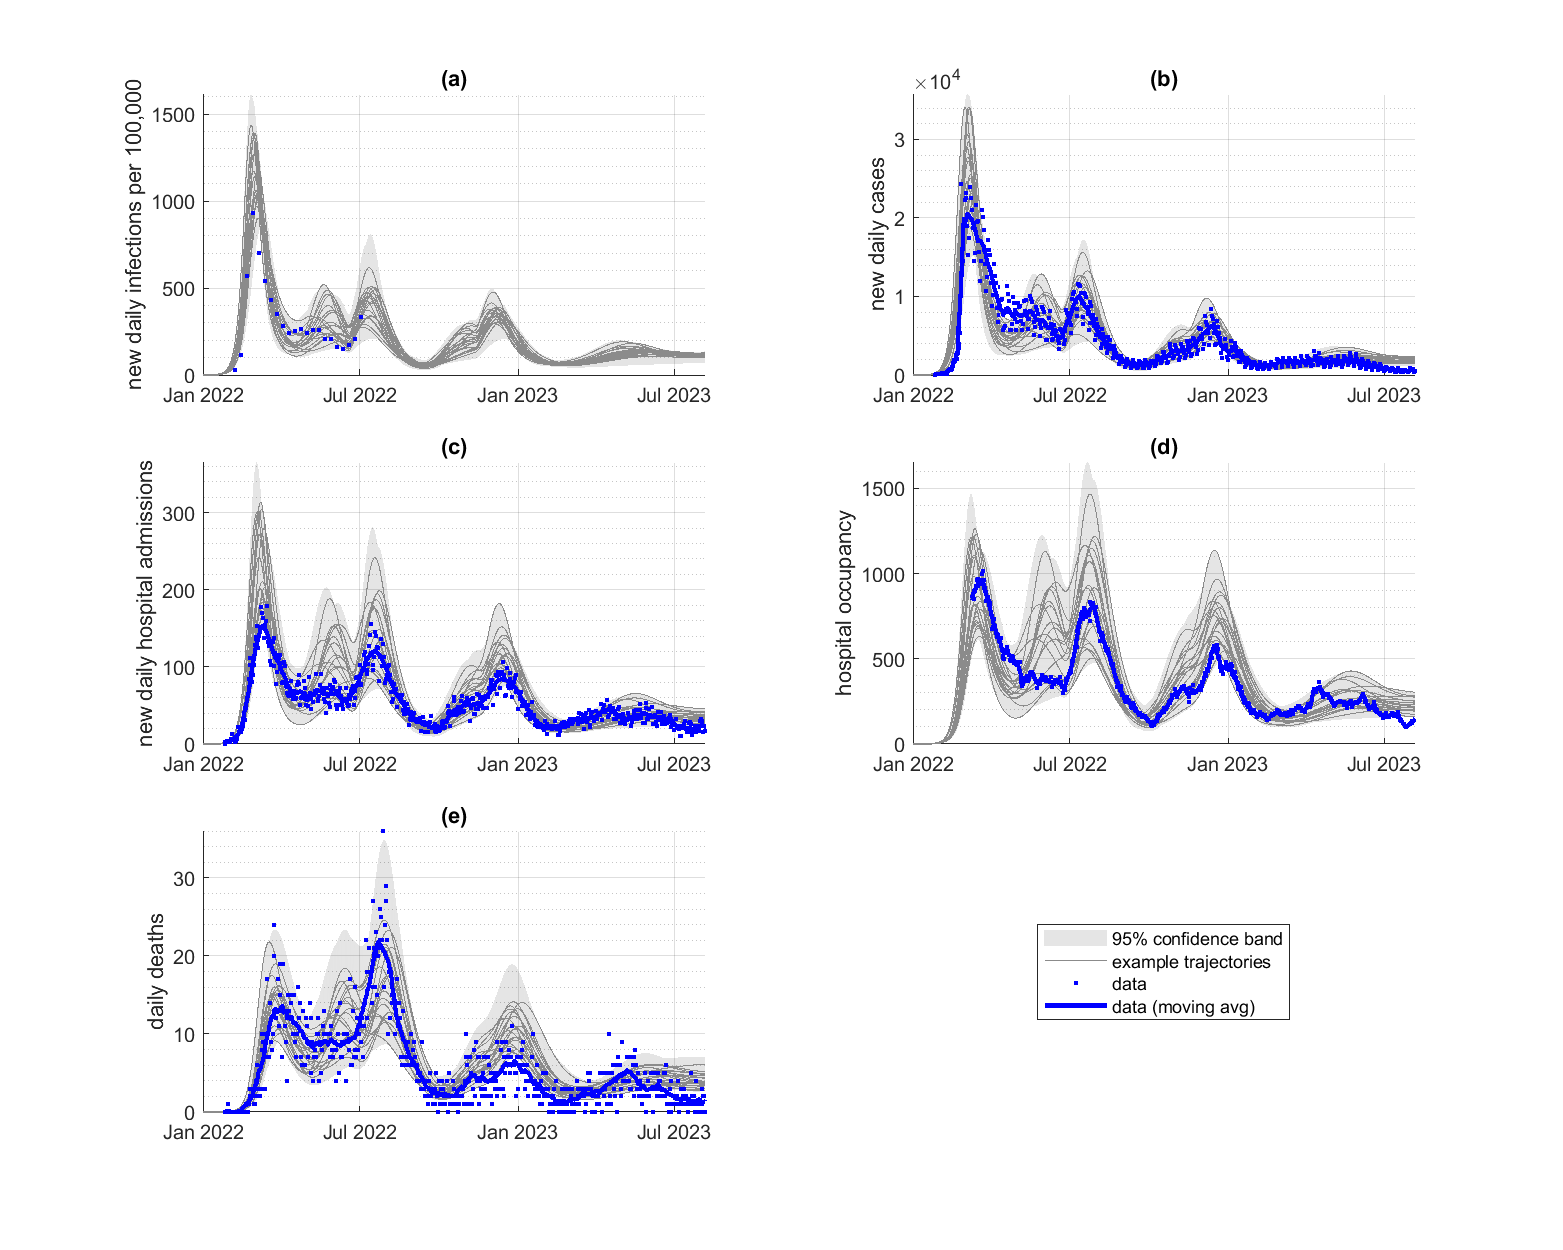 (a)
new daily infections per 100,000
1500
1000
500
0
Jan 2022 Jul 2022 Jan 2023 Jul 2023
(b)
×10⁴
new daily cases
3
2
1
0
Jan 2022 Jul 2022 Jan 2023 Jul 2023
(c)
new daily hospital admissions
300
200
100
0
Jan 2022 Jul 2022 Jan 2023 Jul 2023
(d)
hospital occupancy
1500
1000
500
0
Jan 2022 Jul 2022 Jan 2023 Jul 2023
(e)
daily deaths
30
20
10
0
Jan 2022 Jul 2022 Jan 2023 Jul 2023
95% confidence band
example trajectories
data
data (moving avg)